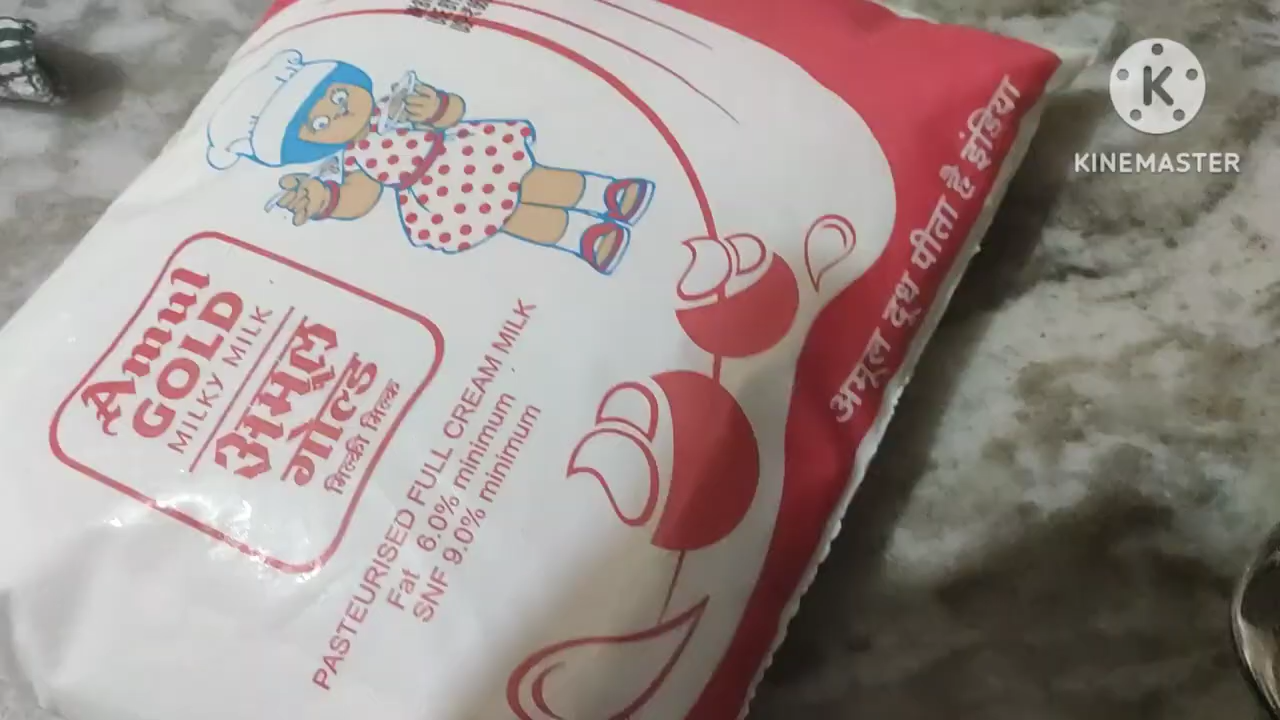 Amul
GOLD
MILKY MILK
अमूल
गोल्ड
मिल्की मिल्क
PASTEURISED FULL CREAM MILK
Fat 6.0% minimum
SNF 9.0% minimum
अमूल दूध पीता है इंडिया
K
KINEMASTER